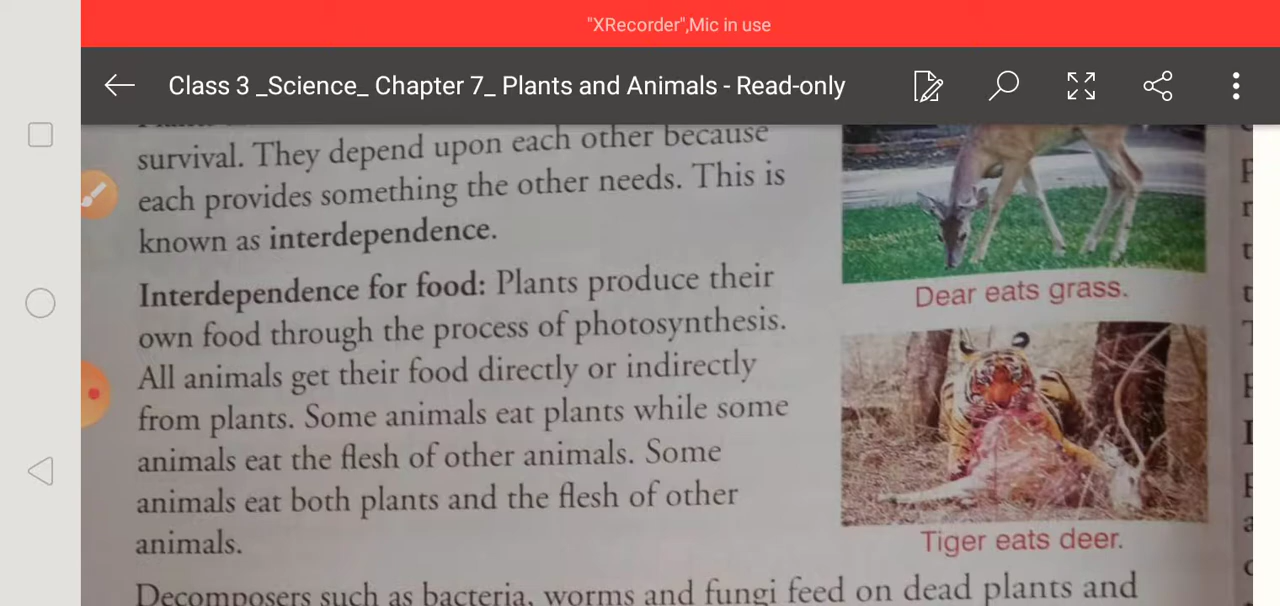 "XRecorder",Mic in use
Class 3 _Science_ Chapter 7_ Plants and Animals - Read-only
survival. They depend upon each other because
each provides something the other needs. This is
known as interdependence.
Interdependence for food: Plants produce their
own food through the process of photosynthesis.
All animals get their food directly or indirectly
from plants. Some animals eat plants while some
animals eat the flesh of other animals. Some
animals eat both plants and the flesh of other
animals.
Decomposers such as bacteria, worms and fungi feed on dead plants and
Dear eats grass.
Tiger eats deer.